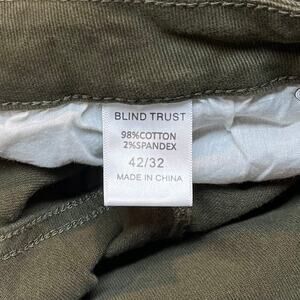 BLIND TRUST
98%COTTON
2%SPANDEX
42/32
MADE IN CHINA